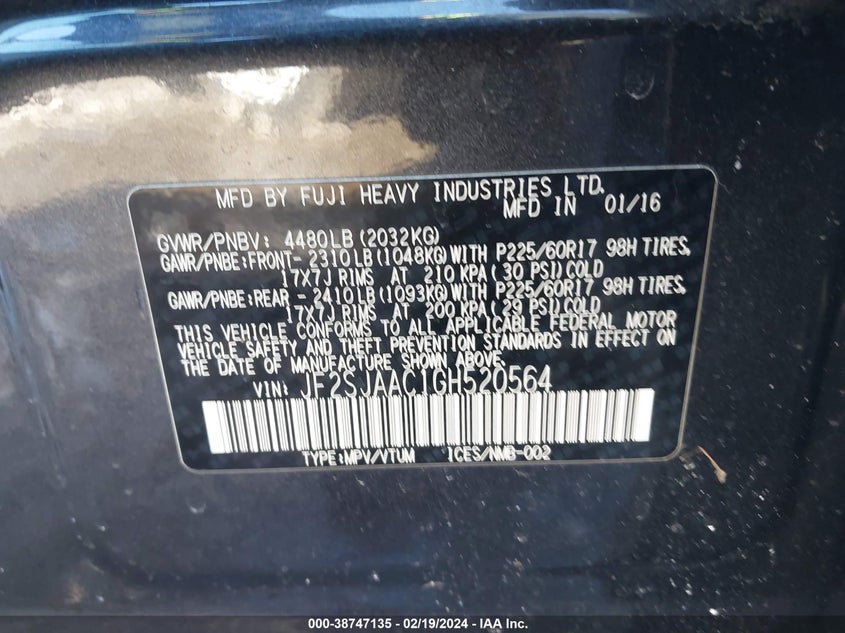 MFD BY FUJI HEAVY INDUSTRIES LTD.
MFD IN 01/16
GVWR/PNBV: 4480LB (2032KG)
GAWR/PNBE:FRONT- 2310LB (1048KG)WITH P225/60R17 98H TIRES,
17X7J RIMS AT 210 KPA ( 30 PSI)COLD
GAWR/PNBE:REAR - 2410LB (1093KG)WITH P225/60R17 98H TIRES,
17X7J RIMS AT 200 KPA ( 29 PSI)COLD
THIS VEHICLE CONFORMS TO ALL APPLICABLE FEDERAL MOTOR
VEHICLE SAFETY AND THEFT PREVENTION STANDARDS IN EFFECT ON
THE DATE OF MANUFACTURE SHOWN ABOVE.
VIN: JF2SJAAC1GH520564
TYPE:MPV/VTUM ICES/NMB-002
000-38747135 - 02/19/2024 - IAA Inc.